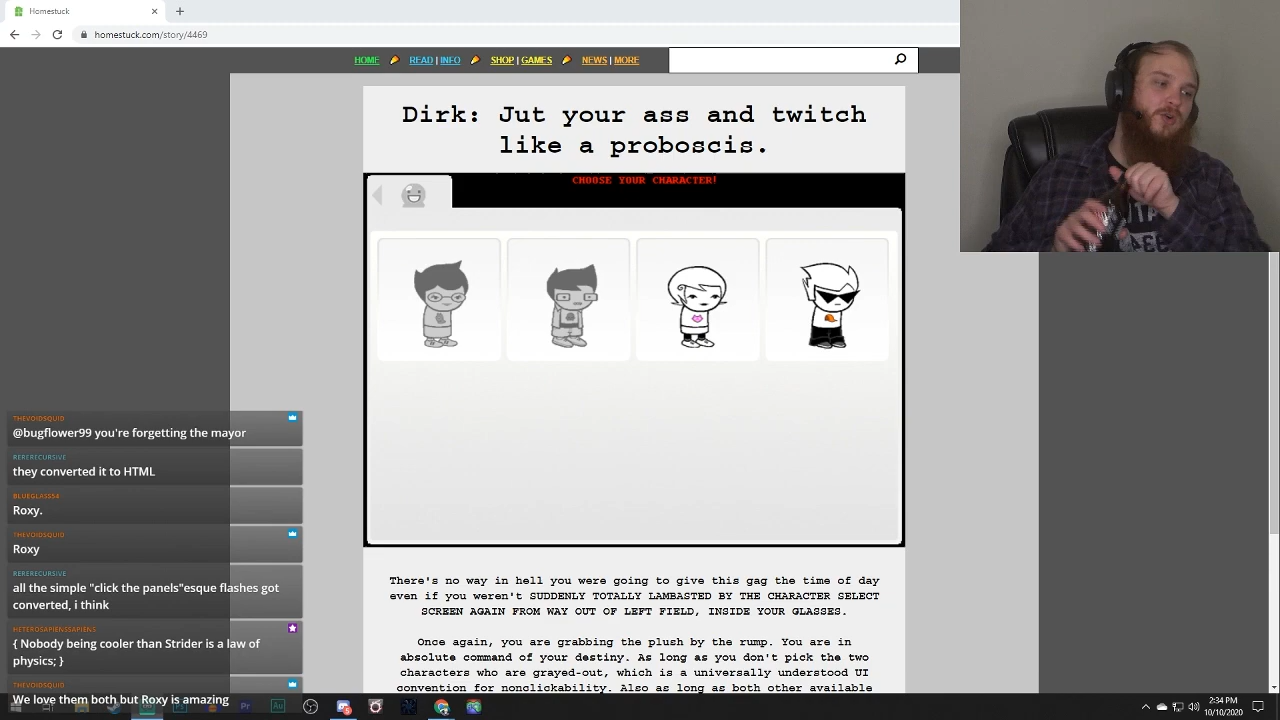 Homestuck
homestuck.com/story/4469
HOME READ | INFO SHOP | GAMES NEWS | MORE
Dirk: Jut your ass and twitch
like a proboscis.
CHOOSE YOUR CHARACTER!
There's no way in hell you were going to give this gag the time of day
even if you weren't SUDDENLY TOTALLY LAMBASTED BY THE CHARACTER SELECT
SCREEN AGAIN FROM WAY OUT OF LEFT FIELD, INSIDE YOUR GLASSES.
Once again, you are grabbing the plush by the rump. You are in
absolute command of your destiny. As long as you don't pick the two
characters who are grayed-out, which is a universally understood UI
convention for nonclickability. Also as long as both other available
THEVOIDSQUID
@bugflower99 you're forgetting the mayor
RERERECURSIVE
they converted it to HTML
BLUEGLASS54
Roxy.
THEVOIDSQUID
Roxy
RERERECURSIVE
all the simple "click the panels"esque flashes got
converted, i think
HETEROSAPIENSSAPIENS
{ Nobody being cooler than Strider is a law of
physics; }
THEVOIDSQUID
We love them both but Roxy is amazing
Pr
Au
2:34 PM
10/10/2020